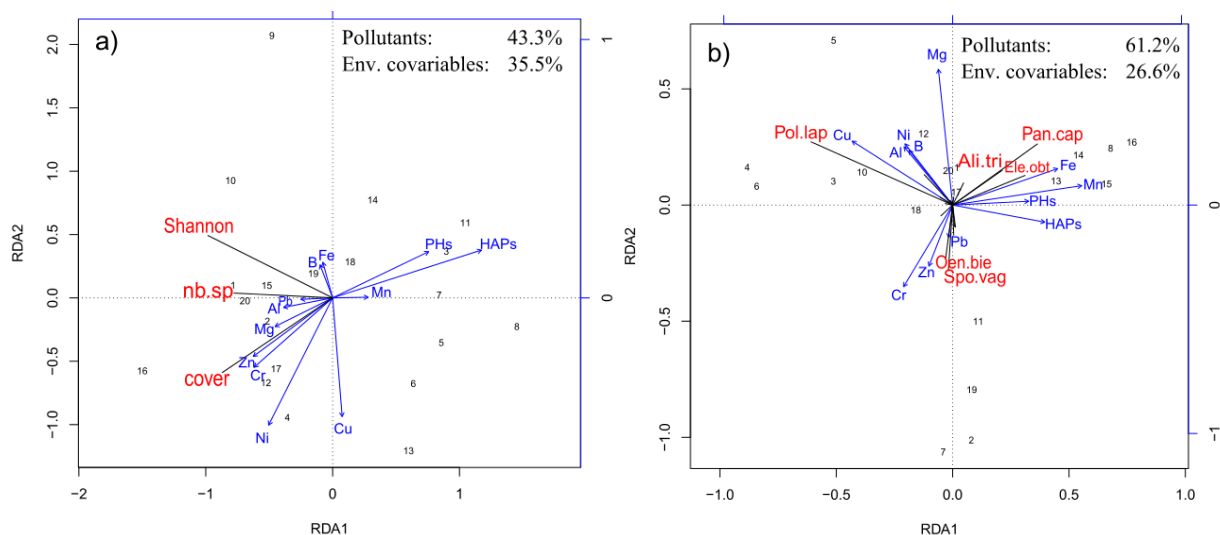 a)
Pollutants: 43.3%
Env. covariables: 35.5%
9
10
14
11
Shannon
PHs
HAPs
3
B
Fe
18
19
nb.sp
1
15
20
Pb
Al
Mn
7
2
Mg
8
5
Zn
Cr
16
cover
17
12
6
4
Ni
Cu
13
2.0
1.5
1.0
0.5
0.0
-0.5
-1.0
RDA2
1
0
−2
−1
0
1
RDA1
b)
Pollutants: 61.2%
Env. covariables: 26.6%
5
Mg
Pol.lap
Cu
Ni
12
Al
B
Pan.cap
16
8
14
4
10
Ali.tri
Ele.obt
Fe
20
1
6
3
13
Mn
15
17
PHs
18
HAPs
Pb
Oen.bie
Zn
Spo.vag
Cr
11
19
2
7
0.5
0.0
−0.5
−1.0
RDA2
1
0
−1
−1.0
−0.5
0.0
0.5
1.0
RDA1